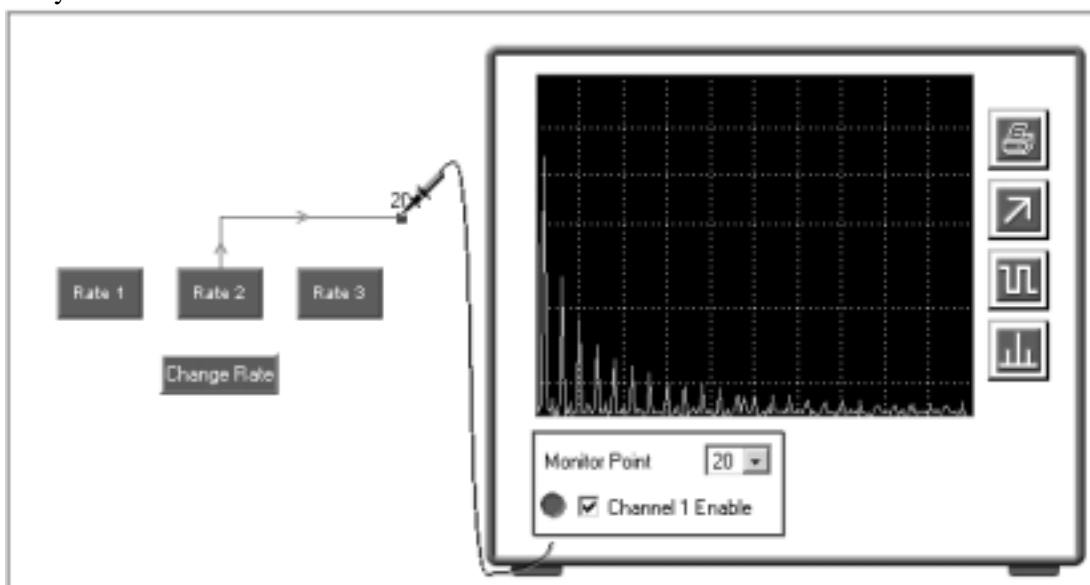 20
Rate 1
Rate 2
Rate 3
Change Rate
Monitor Point
20
Channel 1 Enable